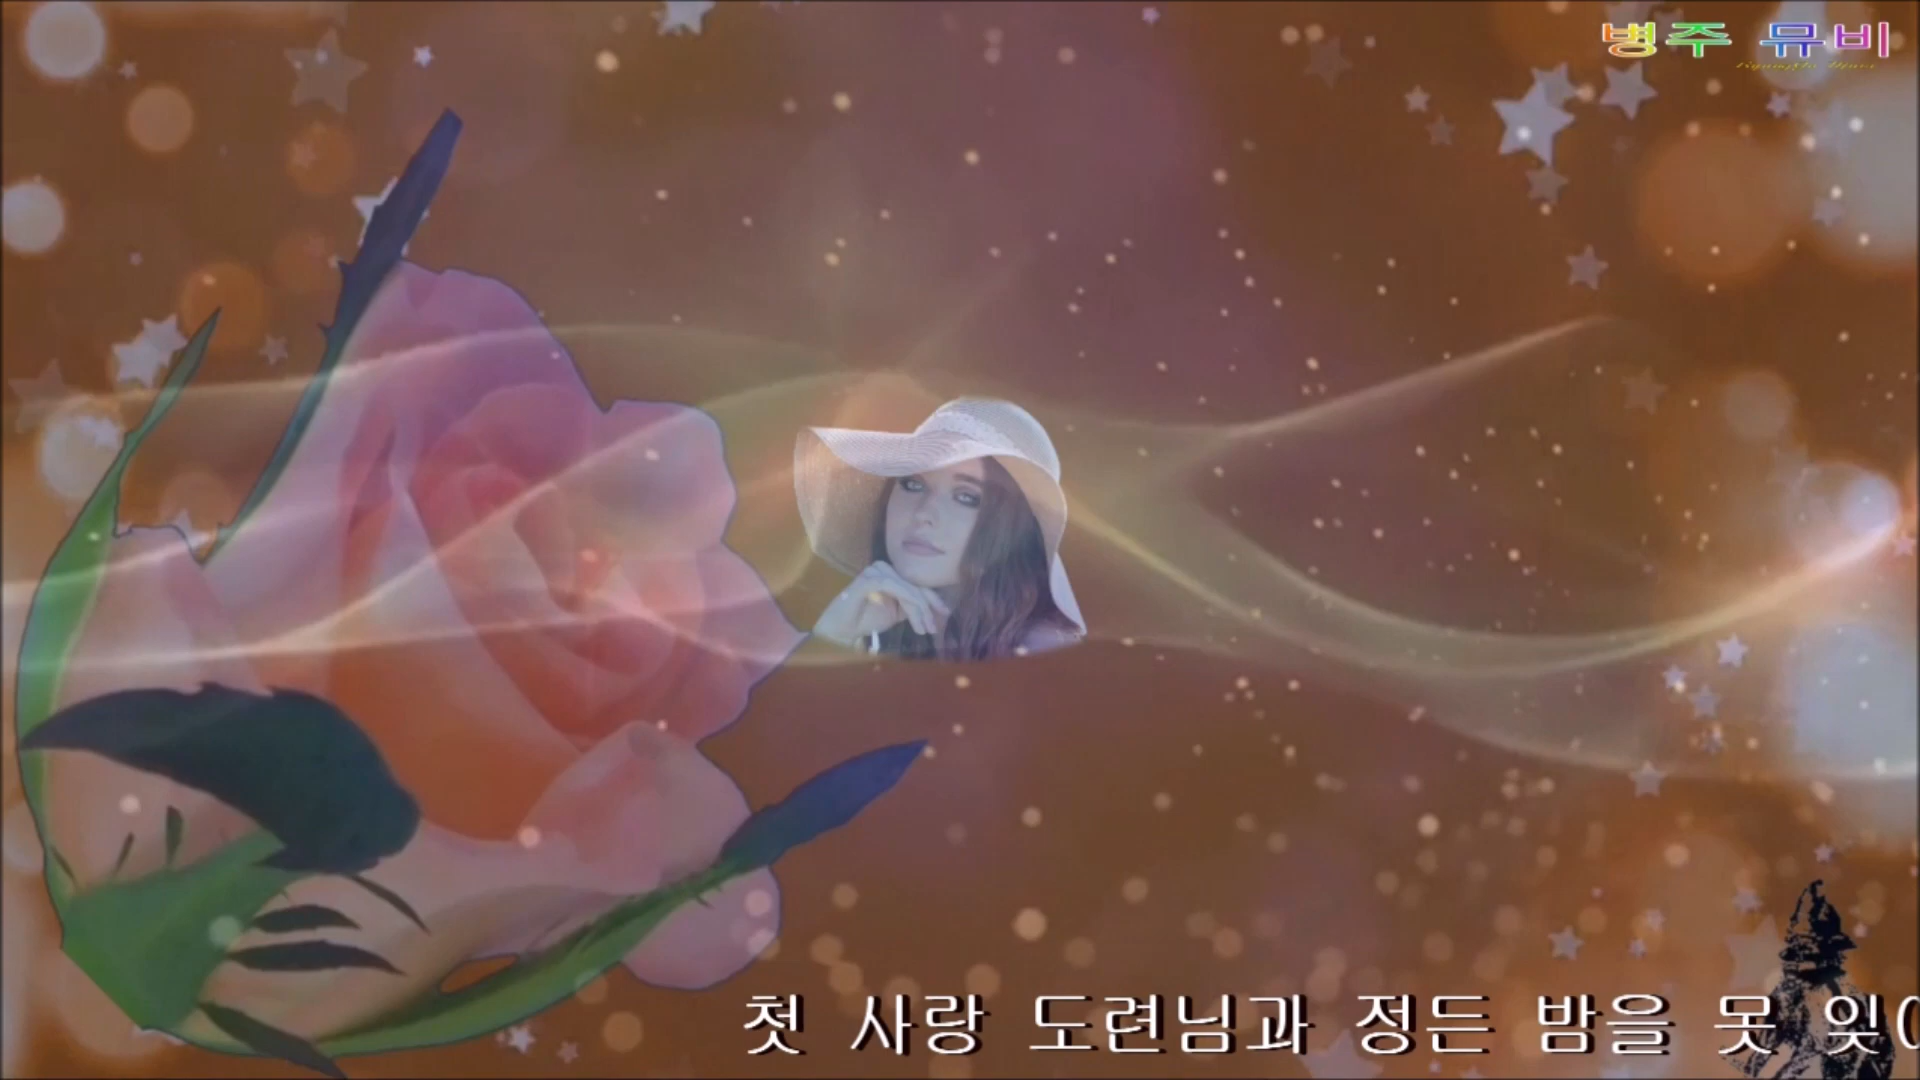 병주 뮤비
첫 사랑 도련님과 정든 밤을 못 잊